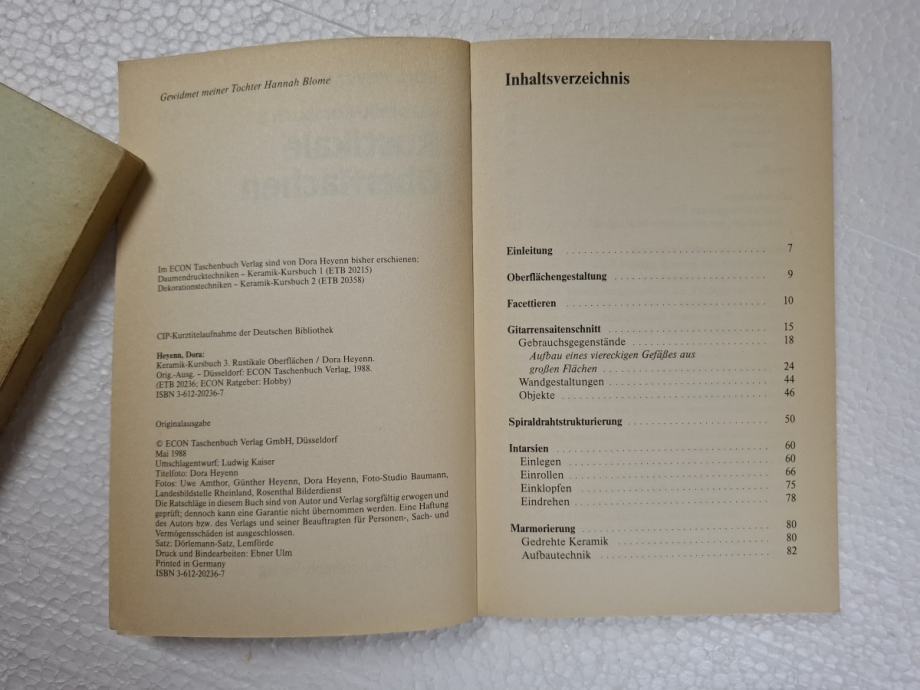 Gewidmet meiner Tochter Hannah Blome
Im ECON Taschenbuch Verlag sind von Dora Heyenn bisher erschienen:
Daumendrucktechniken – Keramik-Kursbuch 1 (ETB 20215)
Dekorationstechniken – Keramik-Kursbuch 2 (ETB 20358)
CIP-Kurztitelaufnahme der Deutschen Bibliothek
Heyenn, Dora:
Keramik-Kursbuch 3. Rustikale Oberflächen / Dora Heyenn.
Orig.-Ausg. – Düsseldorf: ECON Taschenbuch Verlag, 1988.
(ETB 20236; ECON Ratgeber: Hobby)
ISBN 3-612-20236-7
Originalausgabe
© ECON Taschenbuch Verlag GmbH, Düsseldorf
Mai 1988
Umschlagentwurf: Ludwig Kaiser
Titelfoto: Dora Heyenn
Fotos: Uwe Amthor, Günther Heyenn, Dora Heyenn, Foto-Studio Baumann,
Landesbildstelle Rheinland, Rosenthal Bilderdienst
Die Ratschläge in diesem Buch sind von Autor und Verlag sorgfältig erwogen und
geprüft; dennoch kann eine Garantie nicht übernommen werden. Eine Haftung
des Autors bzw. des Verlags und seiner Beauftragten für Personen-, Sach- und
Vermögensschäden ist ausgeschlossen.
Satz: Dörlemann-Satz, Lemförde
Druck und Bindearbeiten: Ebner Ulm
Printed in Germany
ISBN 3-612-20236-7
Inhaltsverzeichnis
Einleitung 7
Oberflächengestaltung 9
Facettieren 10
Gitarrensaitenschnitt 15
Gebrauchsgegenstände 18
Aufbau eines viereckigen Gefäßes aus
großen Flächen 24
Wandgestaltungen 44
Objekte 46
Spiraldrahtstrukturierung 50
Intarsien 60
Einlegen 60
Einrollen 66
Einklopfen 75
Eindrehen 78
Marmorierung 80
Gedrehte Keramik 80
Aufbautechnik 82